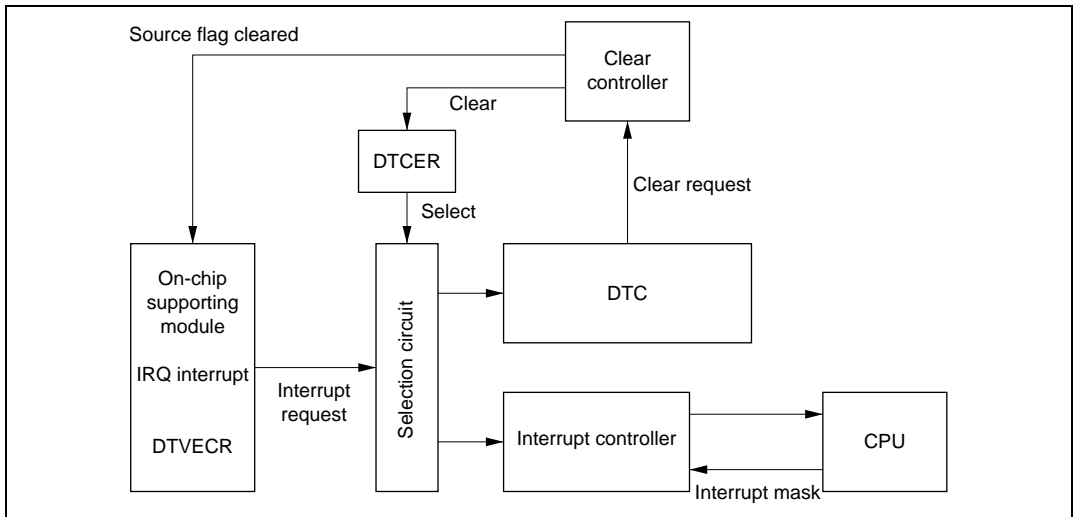 Source flag cleared
Clear
controller
Clear
DTCER
Clear request
Select
On-chip
supporting
module
DTC
Selection circuit
IRQ interrupt
Interrupt
request
DTVECR
Interrupt controller
CPU
Interrupt mask